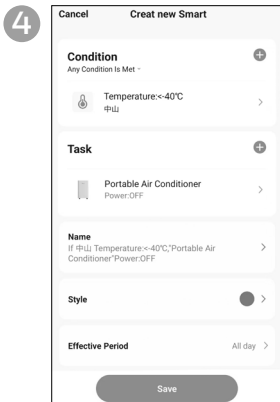 4
Cancel Creat new Smart
Condition
Any Condition Is Met
Temperature:<-40°C
中山
Task
Portable Air Conditioner
Power:OFF
Name
If 中山 Temperature:<-40°C,"Portable Air
Conditioner"Power:OFF
Style
Effective Period All day
Save